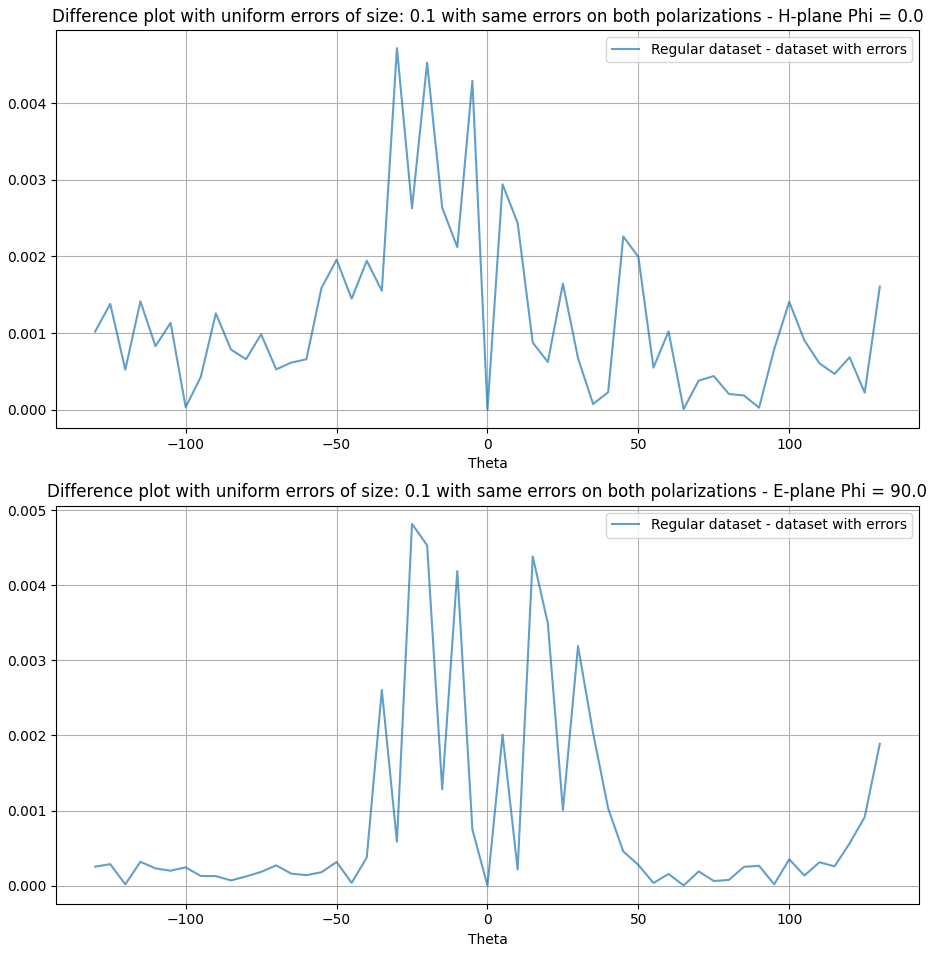 Difference plot with uniform errors of size: 0.1 with same errors on both polarizations - H-plane Phi = 0.0
Regular dataset - dataset with errors
0.004
0.003
0.002
0.001
0.000
−100 −50 0 50 100
Theta
Difference plot with uniform errors of size: 0.1 with same errors on both polarizations - E-plane Phi = 90.0
Regular dataset - dataset with errors
0.005
0.004
0.003
0.002
0.001
0.000
−100 −50 0 50 100
Theta